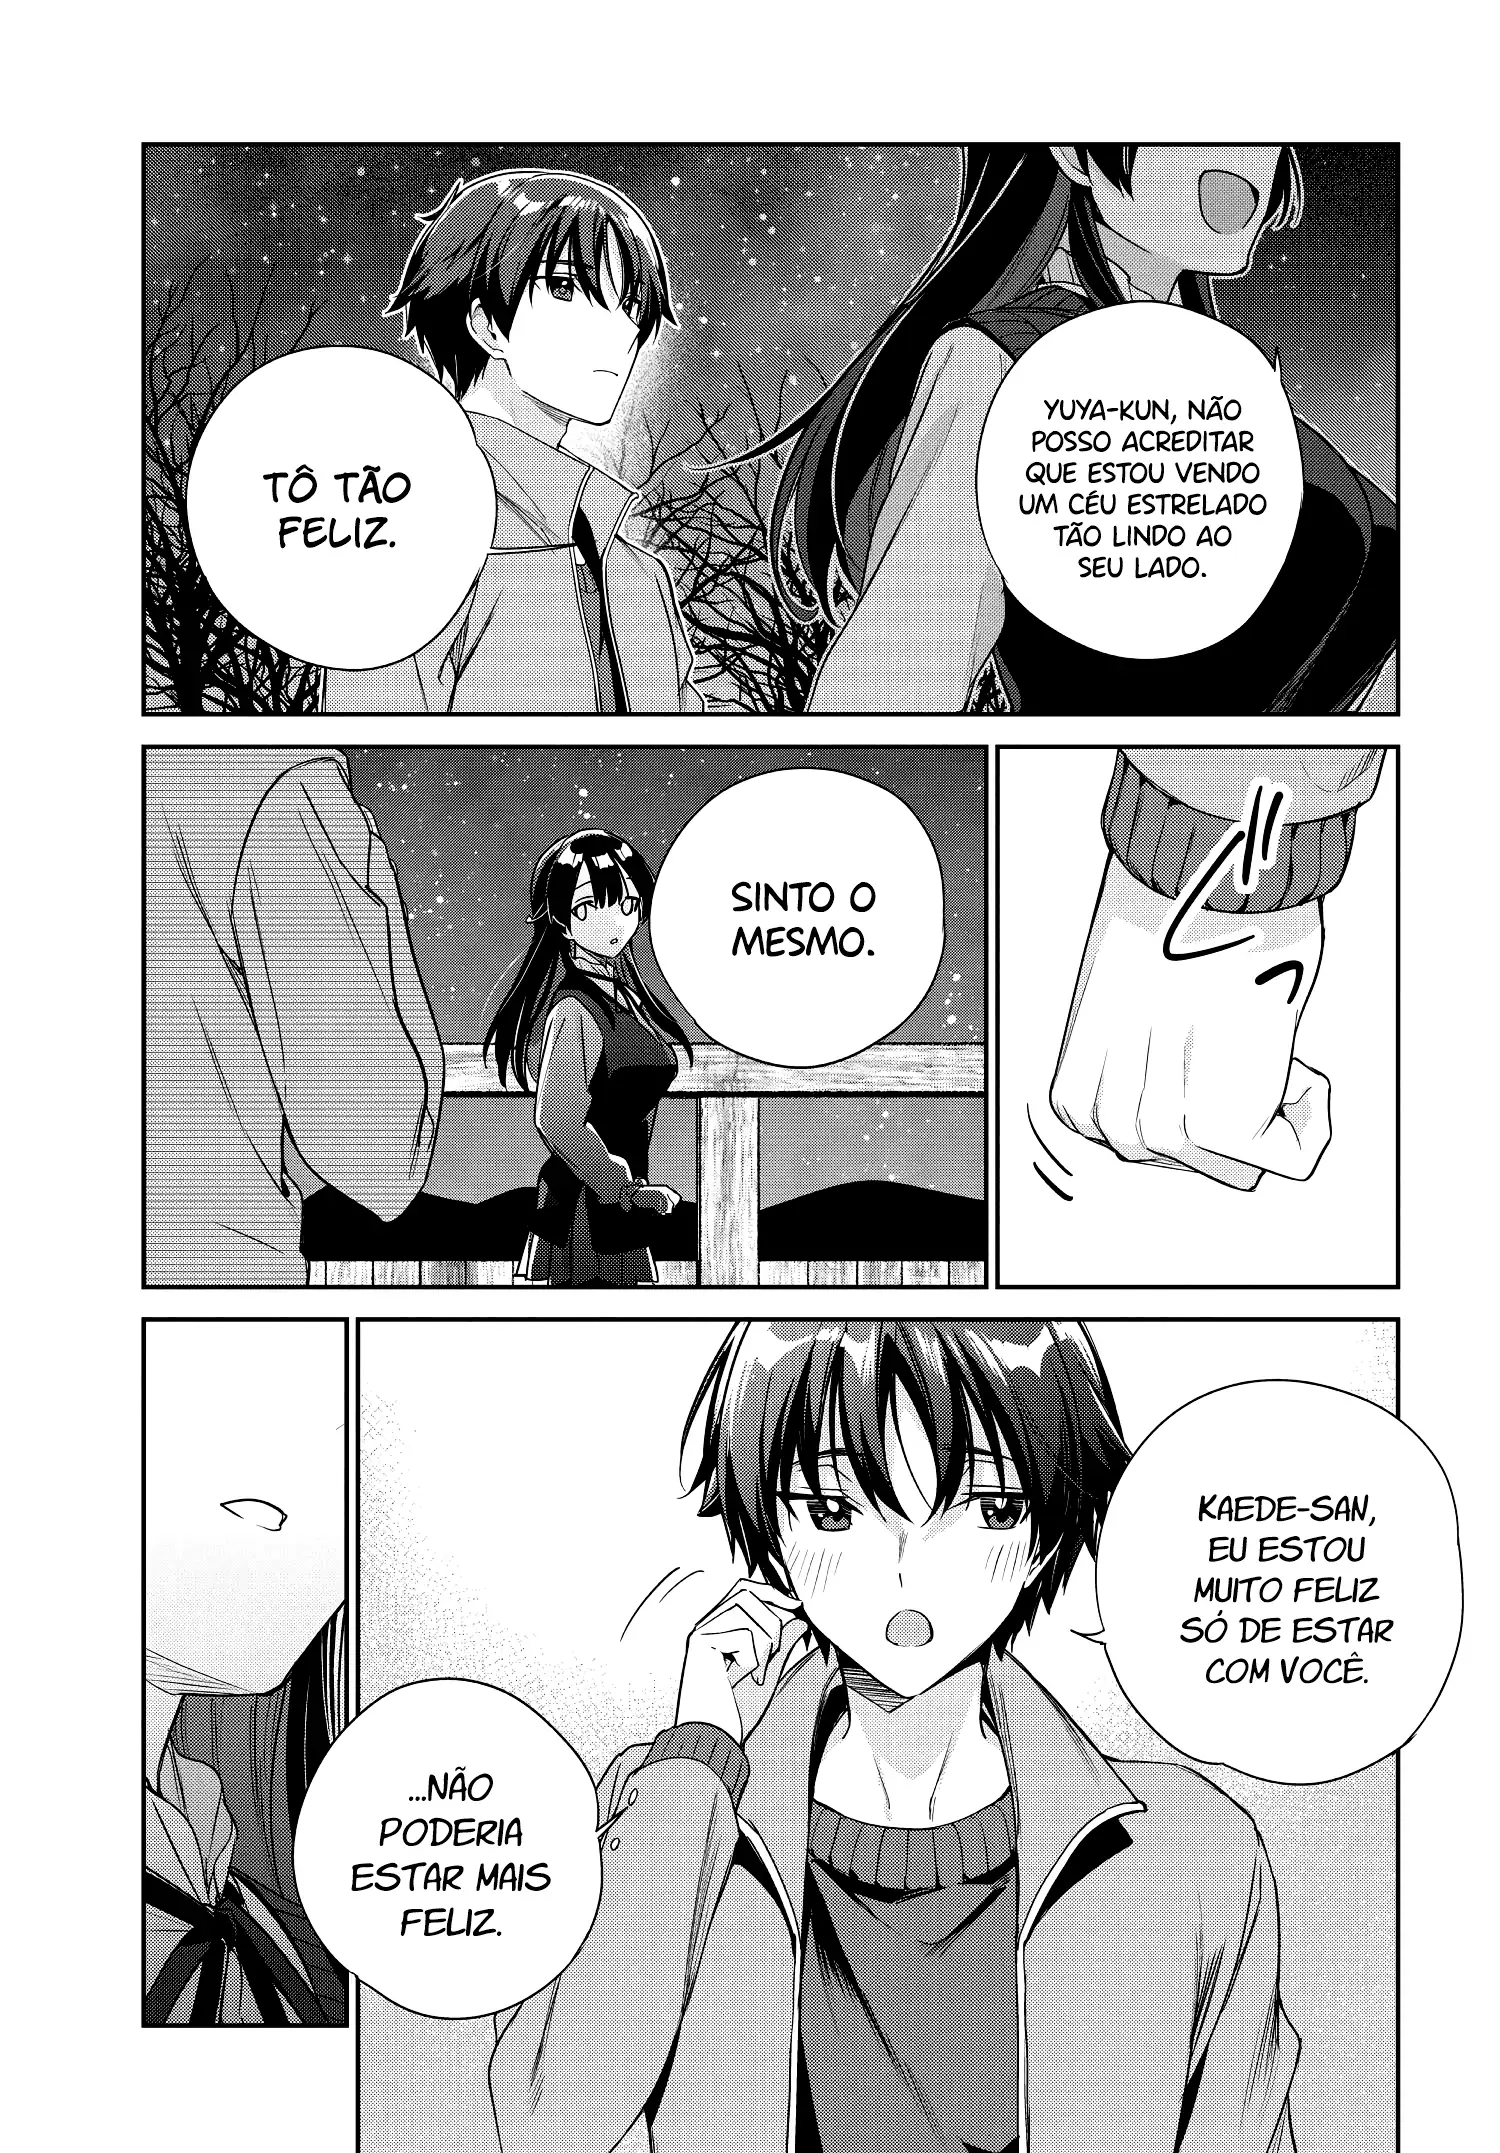 YUYA-KUN, NÃO
POSSO ACREDITAR
QUE ESTOU VENDO
UM CÉU ESTRELADO
TÃO LINDO AO
SEU LADO.
TÔ TÃO
FELIZ.
SINTO O
MESMO.
KAEDE-SAN,
EU ESTOU
MUITO FELIZ
SÓ DE ESTAR
COM VOCÊ.
...NÃO
PODERIA
ESTAR MAIS
FELIZ.